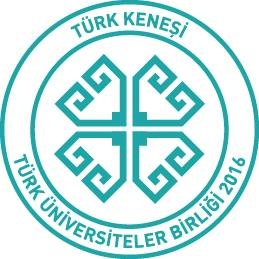 TÜRK KENEŞİ
TÜRK ÜNİVERSİTELER BİRLİĞİ 2016